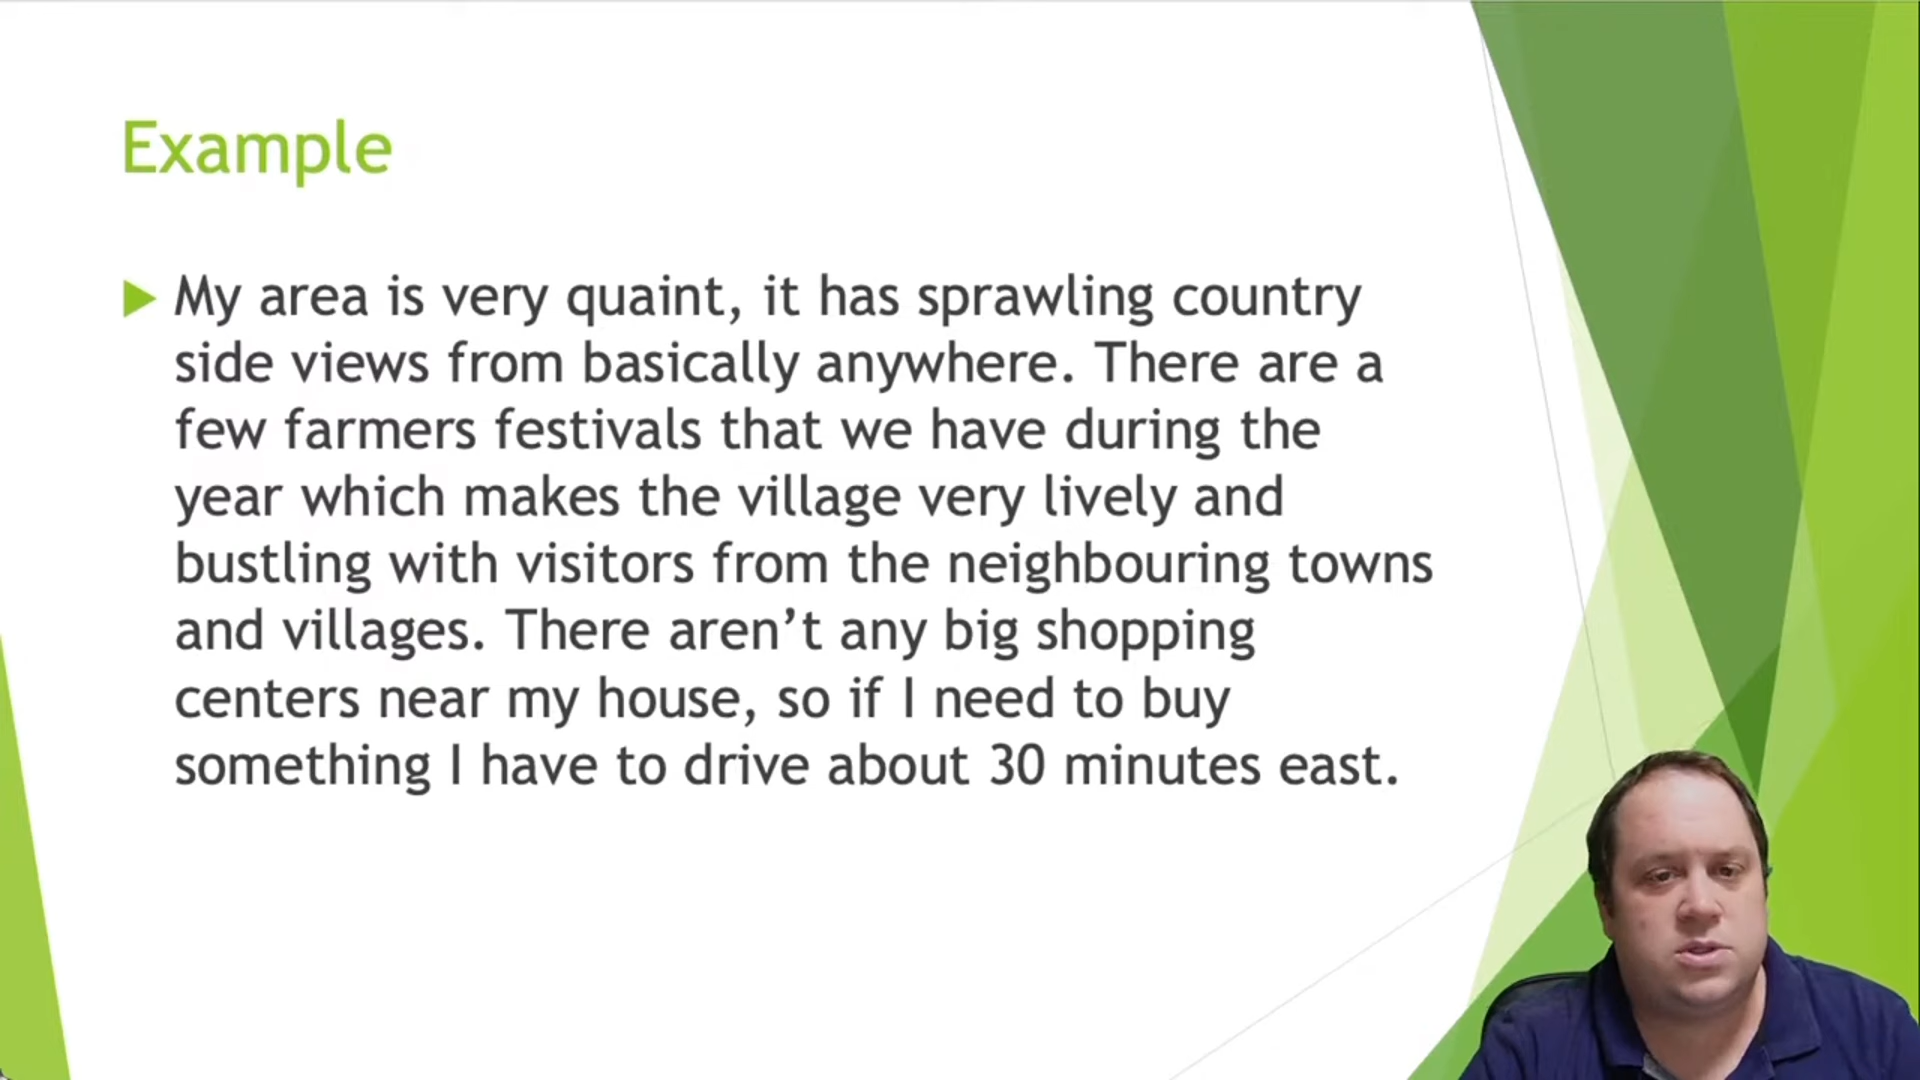 Example
My area is very quaint, it has sprawling country
side views from basically anywhere. There are a
few farmers festivals that we have during the
year which makes the village very lively and
bustling with visitors from the neighbouring towns
and villages. There aren’t any big shopping
centers near my house, so if I need to buy
something I have to drive about 30 minutes east.